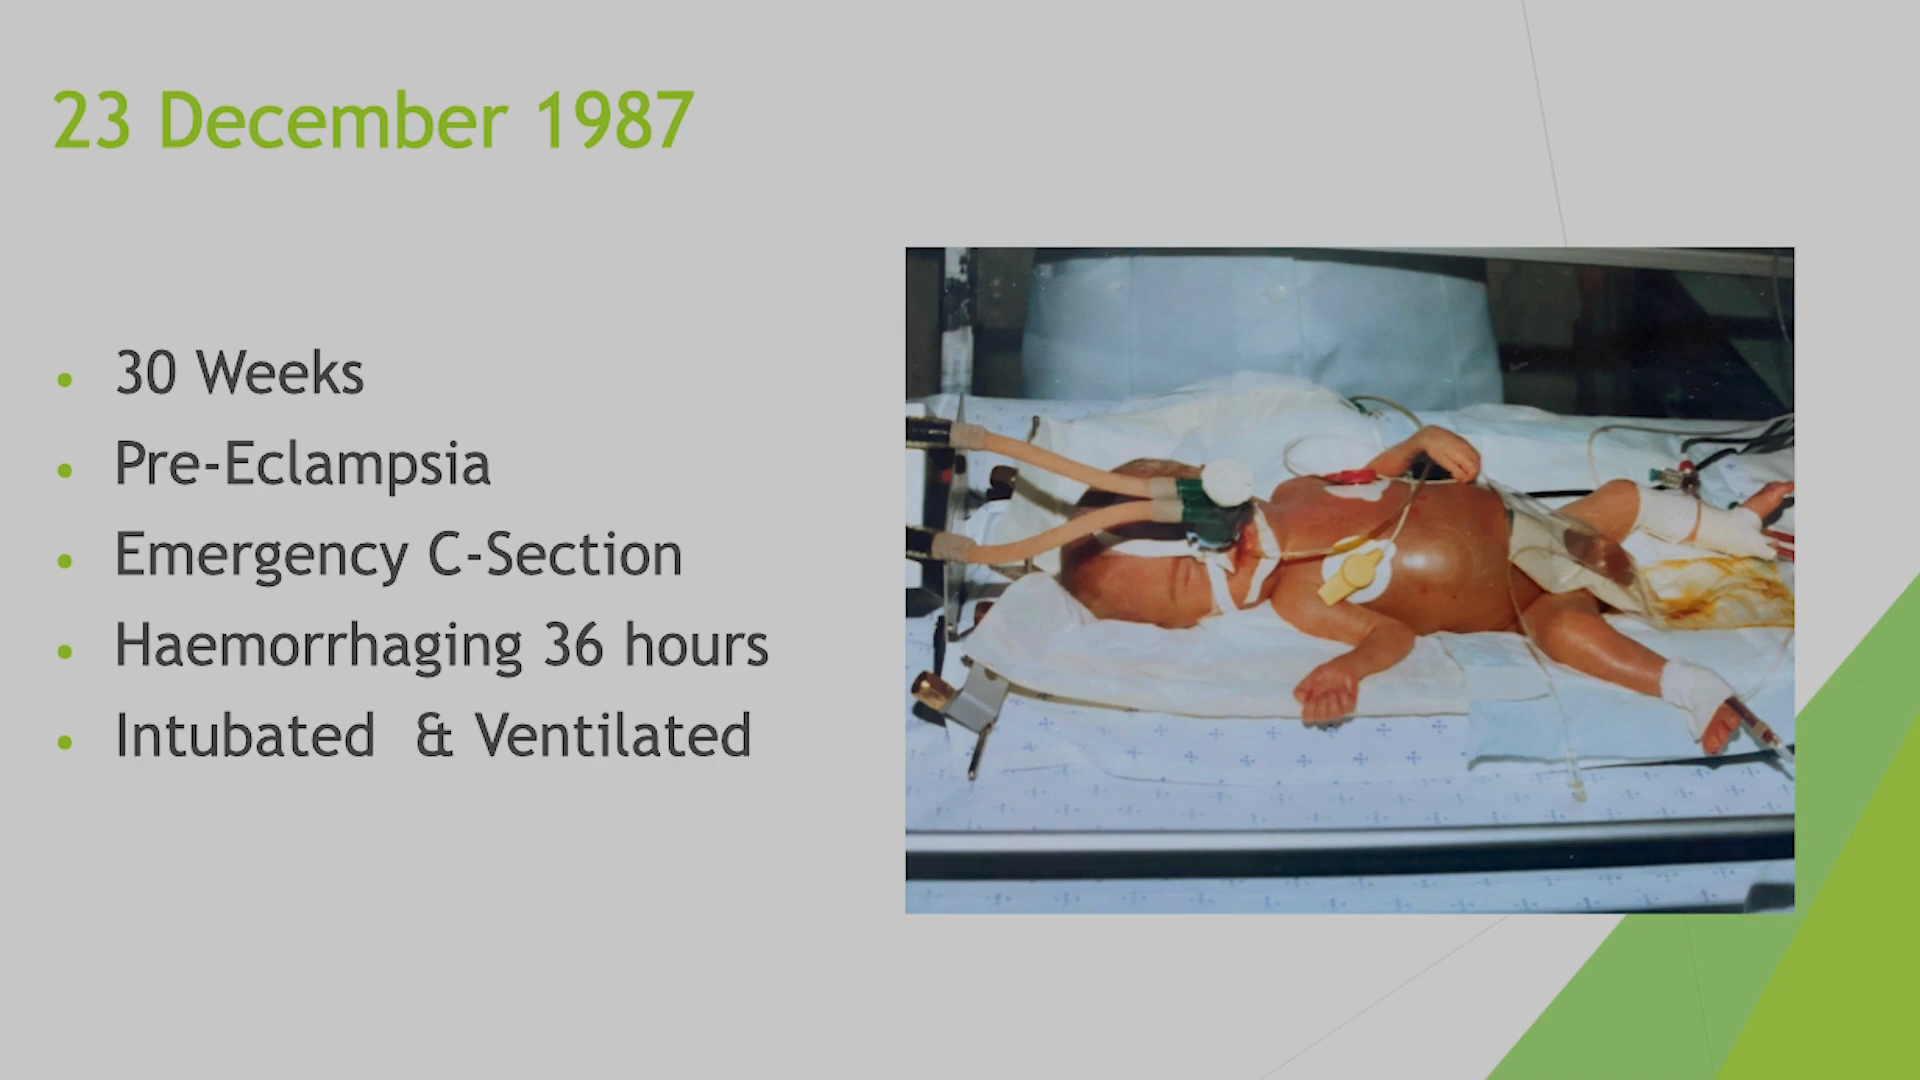 23 December 1987
• 30 Weeks
• Pre-Eclampsia
• Emergency C-Section
• Haemorrhaging 36 hours
• Intubated & Ventilated